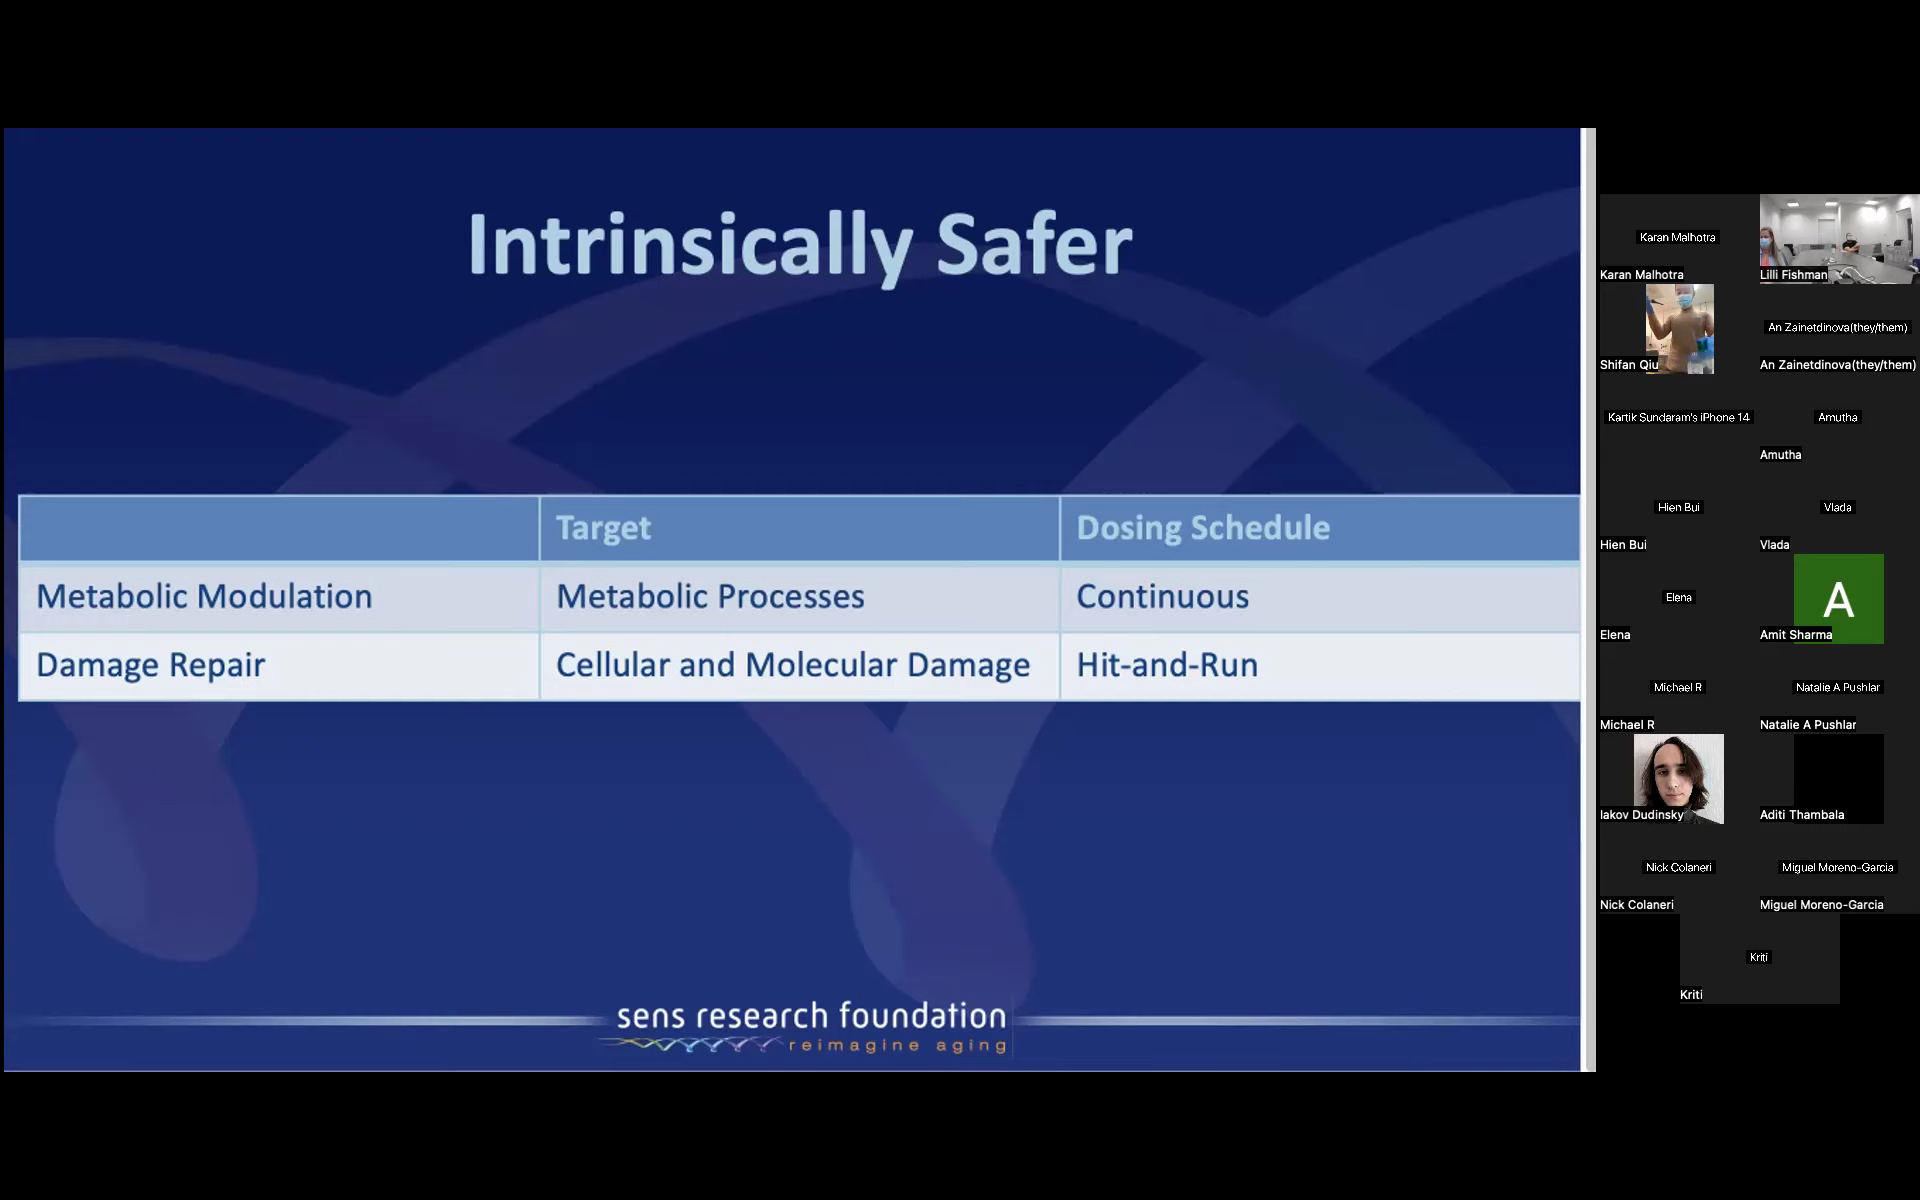 Intrinsically Safer
Target
Dosing Schedule
Metabolic Modulation
Metabolic Processes
Continuous
Damage Repair
Cellular and Molecular Damage
Hit-and-Run
sens research foundation
reimagine aging
Karan Malhotra
Karan Malhotra
Lilli Fishman
Shifan Qiu
An Zainetdinova(they/them)
An Zainetdinova(they/them)
Kartik Sundaram's iPhone 14
Amutha
Amutha
Hien Bui
Hien Bui
Vlada
Vlada
Elena
Elena
A
Amit Sharma
Michael R
Michael R
Natalie A Pushlar
Natalie A Pushlar
Iakov Dudinsky
Aditi Thambala
Nick Colaneri
Nick Colaneri
Miguel Moreno-Garcia
Miguel Moreno-Garcia
Kriti
Kriti